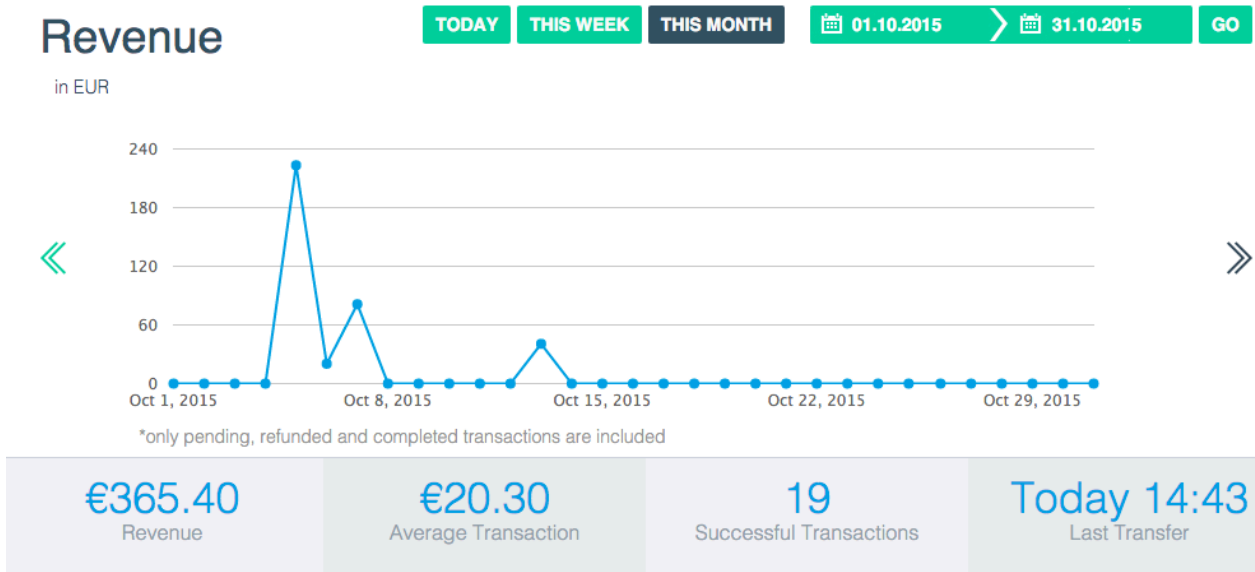 Revenue
TODAY THIS WEEK THIS MONTH 01.10.2015 31.10.2015 GO
in EUR
240
180
120
60
0
Oct 1, 2015 Oct 8, 2015 Oct 15, 2015 Oct 22, 2015 Oct 29, 2015
*only pending, refunded and completed transactions are included
€365.40 €20.30 19 Today 14:43
Revenue Average Transaction Successful Transactions Last Transfer